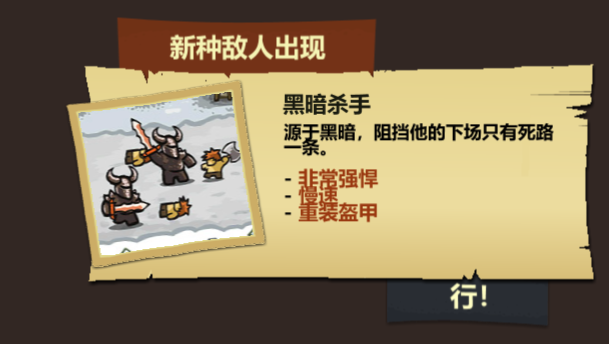 新种敌人出现
黑暗杀手
源于黑暗，阻挡他的下场只有死路
一条。
- 非常强悍
- 慢速
- 重装盔甲
行！